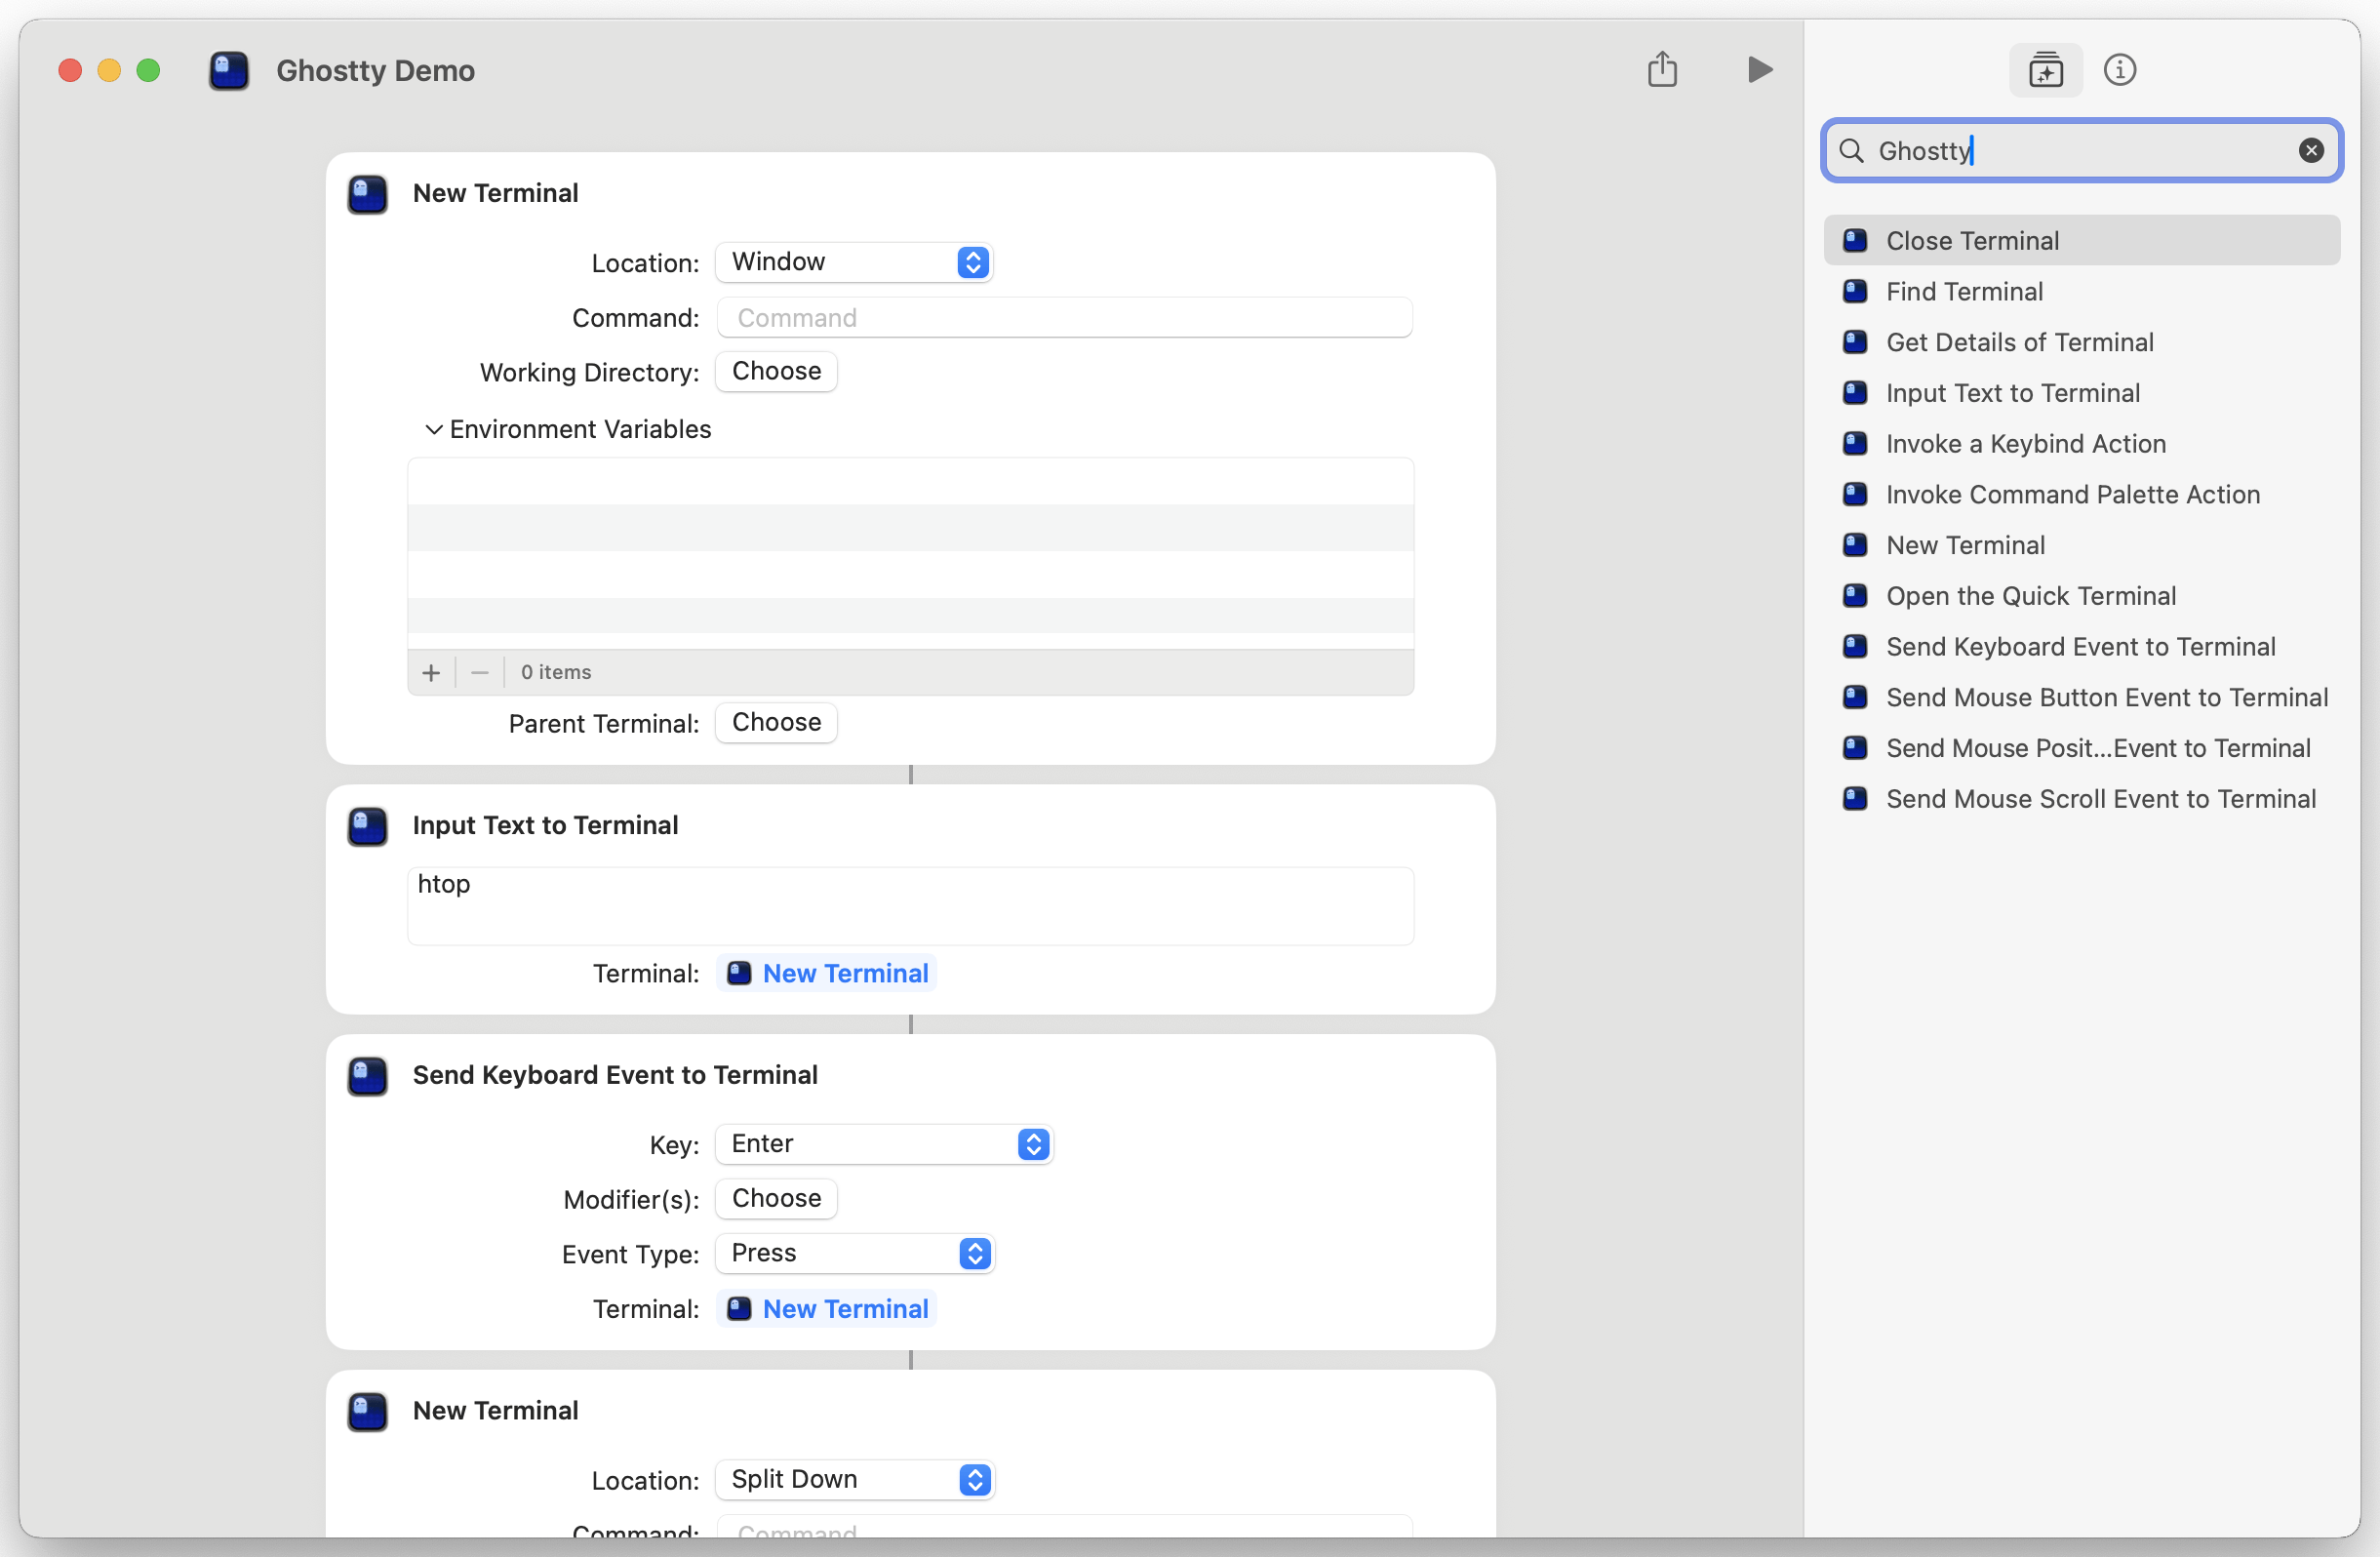 Ghostty Demo
New Terminal
Location: Window
Command: Command
Working Directory: Choose
Environment Variables
0 items
Parent Terminal: Choose
Input Text to Terminal
htop
Terminal: New Terminal
Send Keyboard Event to Terminal
Key: Enter
Modifier(s): Choose
Event Type: Press
Terminal: New Terminal
New Terminal
Location: Split Down
Command: Command
Ghostty
Close Terminal
Find Terminal
Get Details of Terminal
Input Text to Terminal
Invoke a Keybind Action
Invoke Command Palette Action
New Terminal
Open the Quick Terminal
Send Keyboard Event to Terminal
Send Mouse Button Event to Terminal
Send Mouse Posit...Event to Terminal
Send Mouse Scroll Event to Terminal